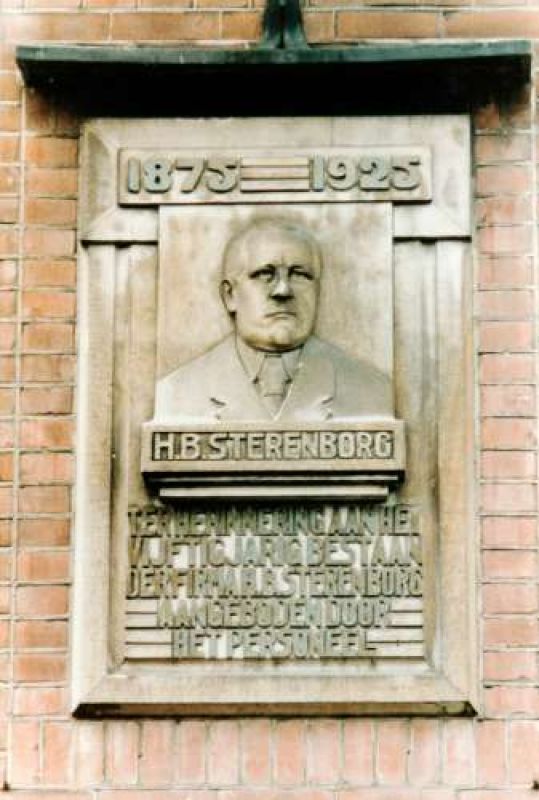 1875 1925
H.B. STERENBORG
TER HERINNERING AAN HET
VIJFTIGJARIG BESTAAN
DER FIRMA H.B. STERENBORG
AANGEBODEN DOOR
HET PERSONEEL